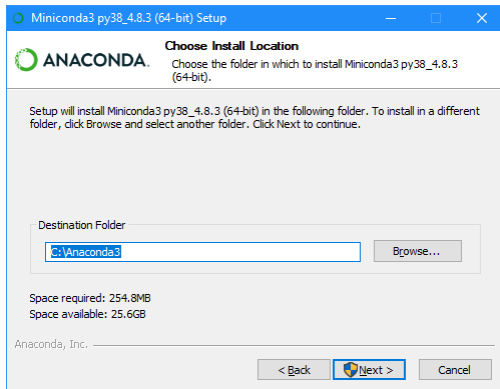 Miniconda3 py38_4.8.3 (64-bit) Setup
ANACONDA.
Choose Install Location
Choose the folder in which to install Miniconda3 py38_4.8.3
(64-bit).
Setup will install Miniconda3 py38_4.8.3 (64-bit) in the following folder. To install in a different
folder, click Browse and select another folder. Click Next to continue.
Destination Folder
C:\Anaconda3
Browse...
Space required: 254.8MB
Space available: 25.6GB
Anaconda, Inc.
< Back
Next >
Cancel